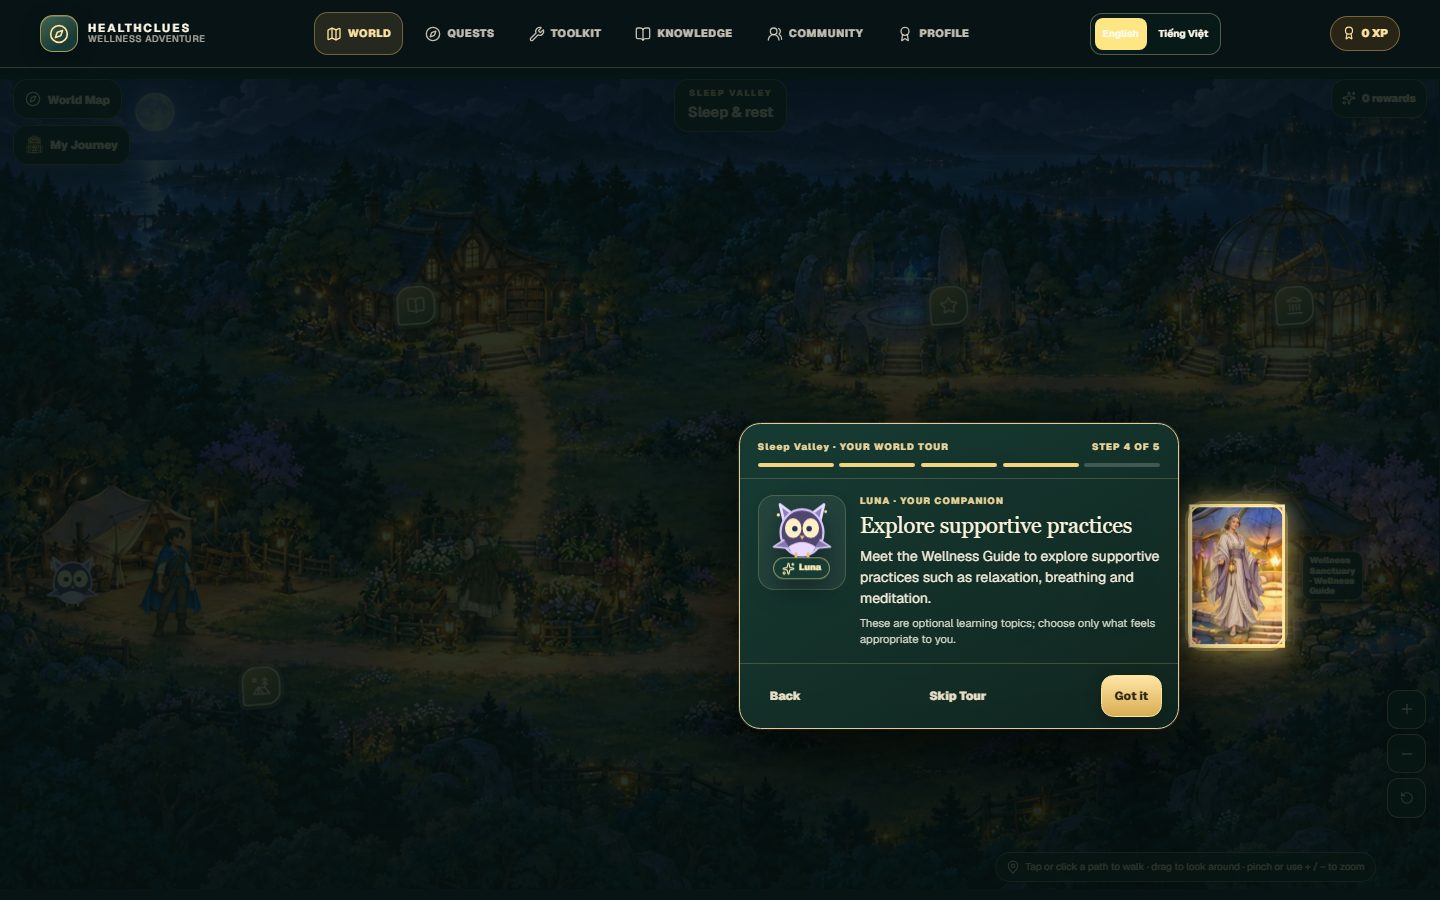 HEALTHCLUES
WELLNESS ADVENTURE
WORLD
QUESTS
TOOLKIT
KNOWLEDGE
COMMUNITY
PROFILE
English
Tiếng Việt
0 XP
World Map
My Journey
SLEEP VALLEY
Sleep & rest
0 rewards
Sleep Valley · YOUR WORLD TOUR
STEP 4 OF 5
LUNA · YOUR COMPANION
Explore supportive practices
Meet the Wellness Guide to explore supportive
practices such as relaxation, breathing and
meditation.
These are optional learning topics; choose only what feels
appropriate to you.
Luna
Back
Skip Tour
Got it
Wellness
Sanctuary
· Wellness
Guide
Tap or click a path to walk · drag to look around · pinch or use + / − to zoom